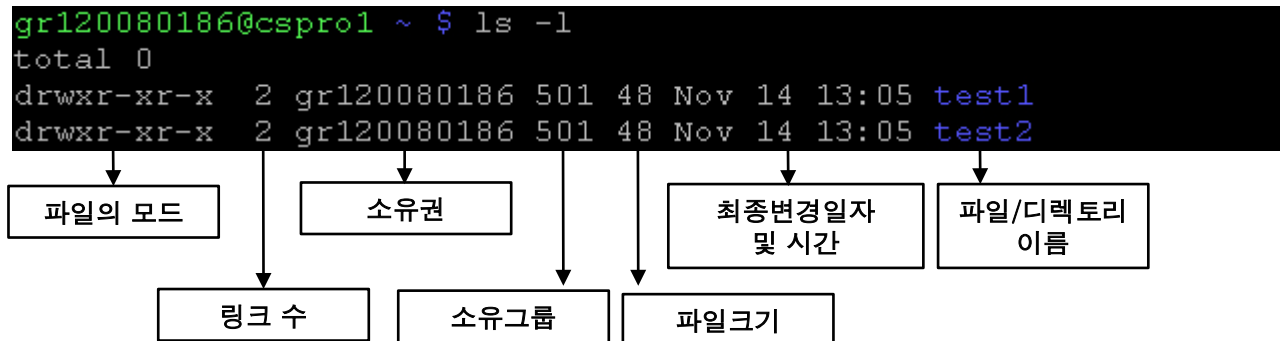 gr120080186@cspro1 ~ $ ls -l
total 0
drwxr-xr-x 2 gr120080186 501 48 Nov 14 13:05 test1
drwxr-xr-x 2 gr120080186 501 48 Nov 14 13:05 test2
파일의 모드
소유권
최종변경일자
및 시간
파일/디렉토리
이름
링크 수
소유그룹
파일크기